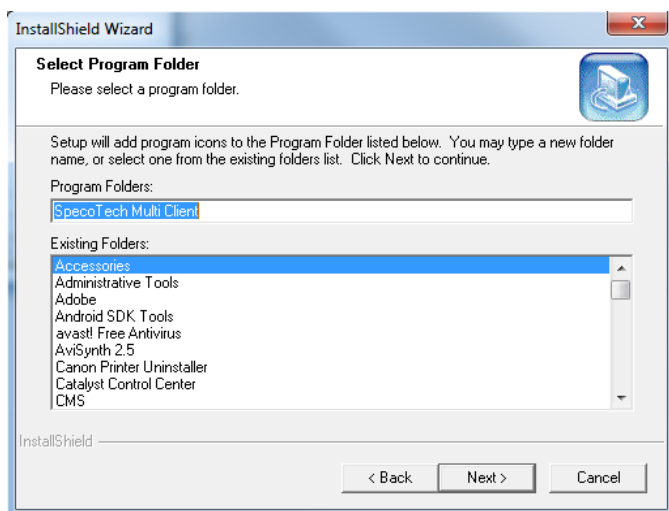 InstallShield Wizard
Select Program Folder
Please select a program folder.
Setup will add program icons to the Program Folder listed below.  You may type a new folder
name, or select one from the existing folders list.  Click Next to continue.
Program Folders:
SpecoTech Multi Client
Existing Folders:
Accessories
Administrative Tools
Adobe
Android SDK Tools
avast! Free Antivirus
AviSynth 2.5
Canon Printer Uninstaller
Catalyst Control Center
CMS
InstallShield
< Back Next > Cancel